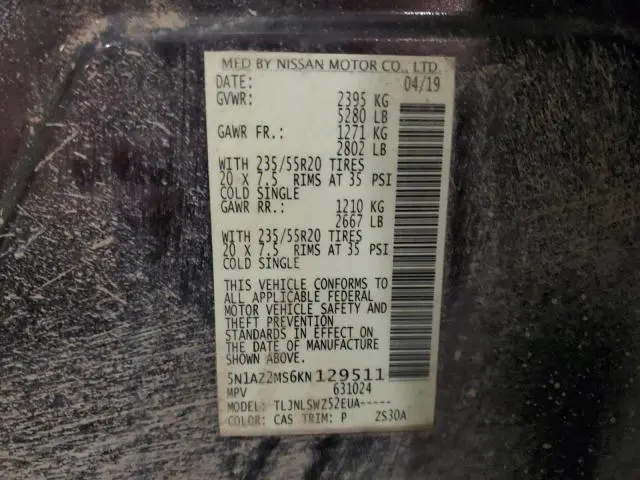 MFD BY NISSAN MOTOR CO., LTD.
DATE: 04/19
GVWR: 2395 KG
5280 LB
GAWR FR.: 1271 KG
2802 LB
WITH 235/55R20 TIRES
20 X 7.5 RIMS AT 35 PSI
COLD SINGLE
GAWR RR.: 1210 KG
2667 LB
WITH 235/55R20 TIRES
20 X 7.5 RIMS AT 35 PSI
COLD SINGLE
THIS VEHICLE CONFORMS TO
ALL APPLICABLE FEDERAL
MOTOR VEHICLE SAFETY AND
THEFT PREVENTION
STANDARDS IN EFFECT ON
THE DATE OF MANUFACTURE
SHOWN ABOVE.
5N1AZ2MS6KN129511
MPV 631024
MODEL: TLJNLSWZ52EUA-----
COLOR: CAS TRIM: P ZS30A